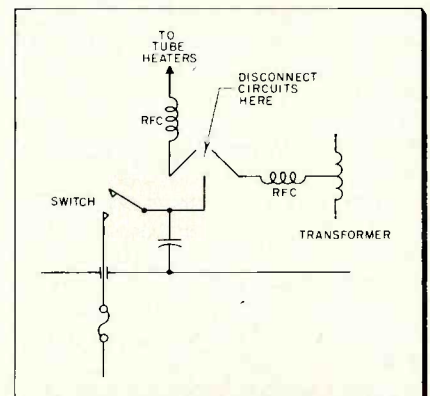 TO
TUBE
HEATERS
DISCONNECT
CIRCUITS
HERE
RFC
RFC
SWITCH
TRANSFORMER